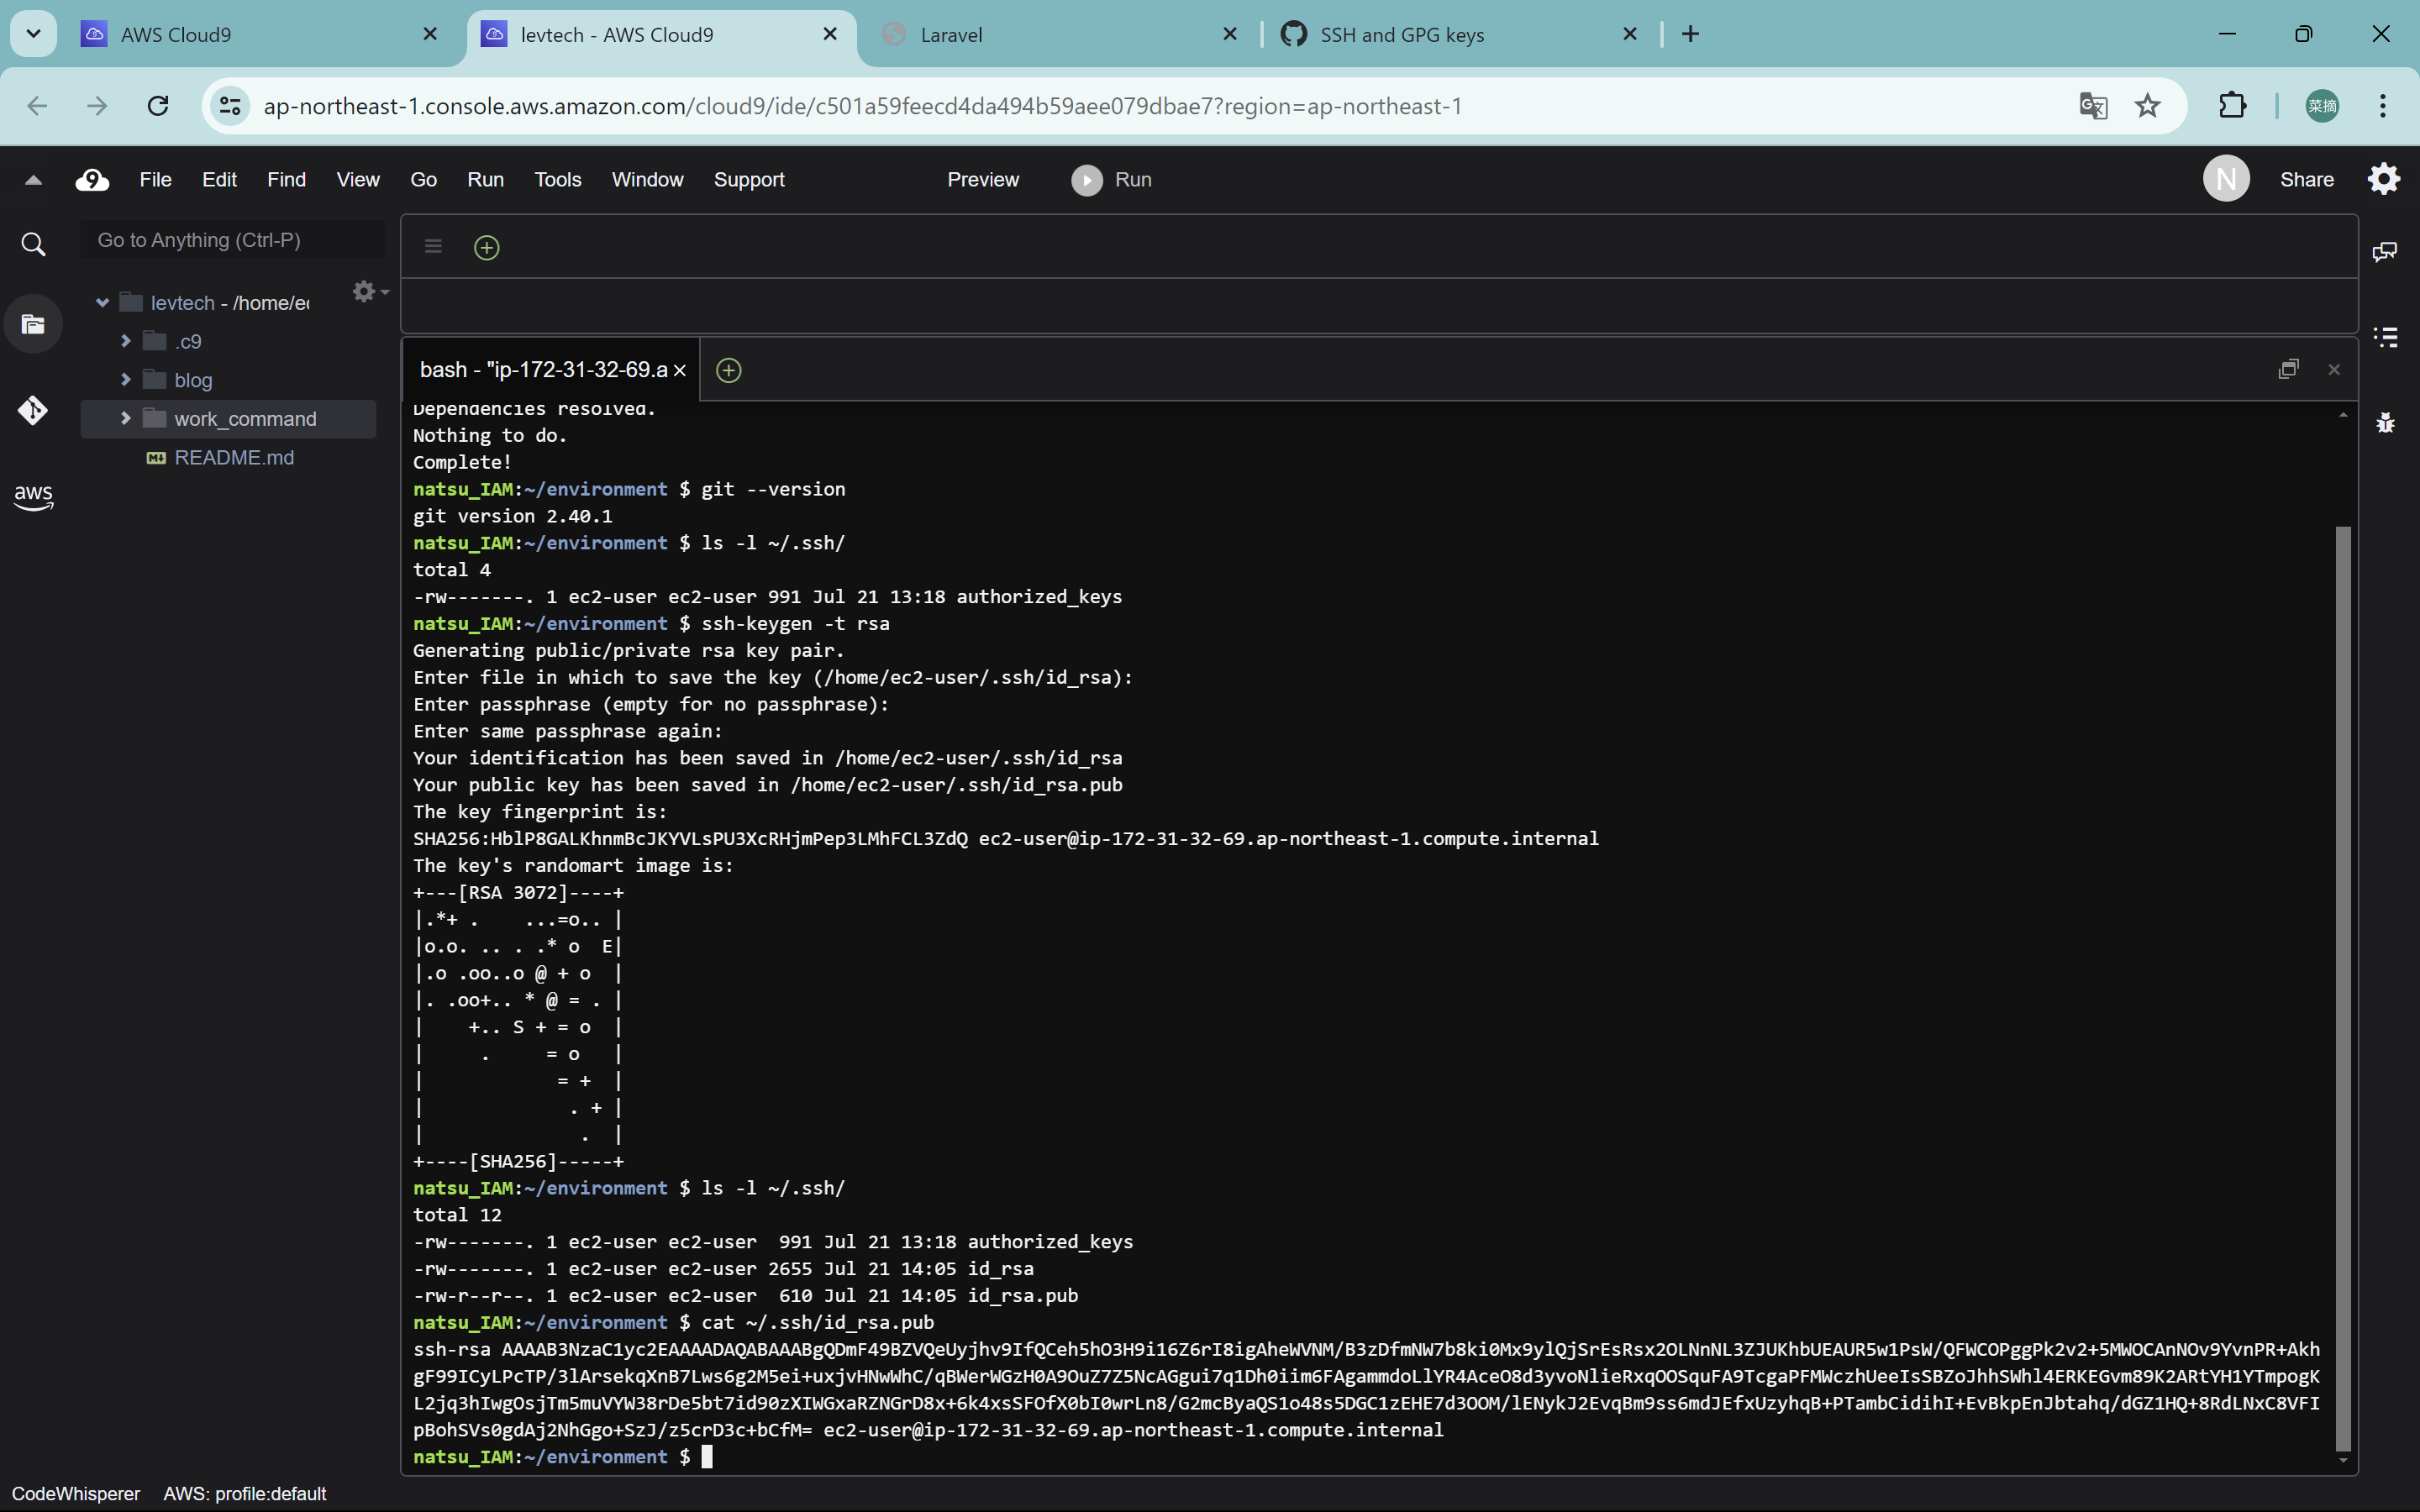 AWS Cloud9
levtech - AWS Cloud9
Laravel
SSH and GPG keys
ap-northeast-1.console.aws.amazon.com/cloud9/ide/c501a59feecd4da494b59aee079dbae7?region=ap-northeast-1
菜摘
9 File Edit Find View Go Run Tools Window Support Preview Run N Share
Go to Anything (Ctrl-P)
levtech - /home/ec
.c9
blog
work_command
README.md
aws
bash - "ip-172-31-32-69.a
Dependencies resolved.
Nothing to do.
Complete!
natsu_IAM:~/environment $ git --version
git version 2.40.1
natsu_IAM:~/environment $ ls -l ~/.ssh/
total 4
-rw-------. 1 ec2-user ec2-user 991 Jul 21 13:18 authorized_keys
natsu_IAM:~/environment $ ssh-keygen -t rsa
Generating public/private rsa key pair.
Enter file in which to save the key (/home/ec2-user/.ssh/id_rsa):
Enter passphrase (empty for no passphrase):
Enter same passphrase again:
Your identification has been saved in /home/ec2-user/.ssh/id_rsa
Your public key has been saved in /home/ec2-user/.ssh/id_rsa.pub
The key fingerprint is:
SHA256:HblP8GALKhnmBcJKYVLsPU3XcRHjmPep3LMhFCL3ZdQ ec2-user@ip-172-31-32-69.ap-northeast-1.compute.internal
The key's randomart image is:
+---[RSA 3072]----+
|.*+ .    ...=o.. |
|o.o. .. . .* o  E|
|.o .oo..o @ + o  |
|. .oo+.. * @ = . |
|    +.. S + = o  |
|     .     = o   |
|            = +  |
|             . + |
|              .  |
+----[SHA256]-----+
natsu_IAM:~/environment $ ls -l ~/.ssh/
total 12
-rw-------. 1 ec2-user ec2-user  991 Jul 21 13:18 authorized_keys
-rw-------. 1 ec2-user ec2-user 2655 Jul 21 14:05 id_rsa
-rw-r--r--. 1 ec2-user ec2-user  610 Jul 21 14:05 id_rsa.pub
natsu_IAM:~/environment $ cat ~/.ssh/id_rsa.pub
ssh-rsa AAAAB3NzaC1yc2EAAAADAQABAAABgQDmF49BZVQeUyjhv9IfQCeh5hO3H9i16Z6rI8igAheWVNM/B3zDfmNW7b8ki0Mx9ylQjSrEsRsx2OLNnNL3ZJUKhbUEAUR5w1PsW/QFWCOPggPk2v2+5MWOCAnNOv9YvnPR+Akh
gF99ICyLPcTP/3lArsekqXnB7Lws6g2M5ei+uxjvHNwWhC/qBWerWGzH0A9OuZ7Z5NcAGgui7q1Dh0iim6FAgammdoLlYR4AceO8d3yvoNlieRxqOOSquFA9TcgaPFMWczhUeeIsSBZoJhhSWhl4ERKEGvm89K2ARtYH1YTmpogK
L2jq3hIwgOsjTm5muVYW38rDe5bt7id90zXIWGxaRZNGrD8x+6k4xsSFOfX0bI0wrLn8/G2mcByaQS1o48s5DGC1zEHE7d3OOM/lENykJ2EvqBm9ss6mdJEfxUzyhqB+PTambCidihI+EvBkpEnJbtahq/dGZ1HQ+8RdLNxC8VFI
pBohSVs0gdAj2NhGgo+SzJ/z5crD3c+bCfM= ec2-user@ip-172-31-32-69.ap-northeast-1.compute.internal
natsu_IAM:~/environment $
CodeWhisperer AWS: profile:default